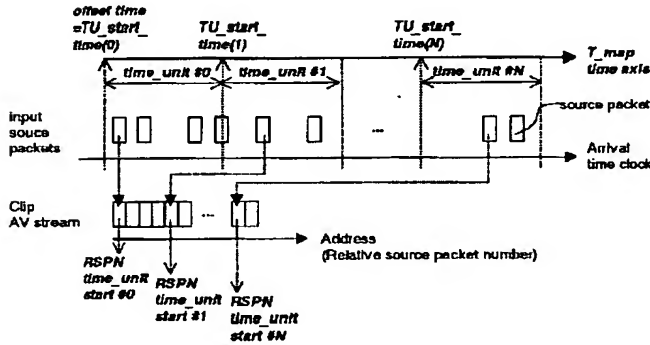 offset time
=TU_start_
time(0)
TU_start_
time(1)
TU_start_
time(N)
T_map
time axis
time_unit #0
time_unit #1
time_unit #N
source packet
input
souce
packets
...
Arrival
time clock
Clip
AV stream
...
Address
(Relative source packet number)
RSPN
time_unit
start #0
RSPN
time_unit
start #1
RSPN
time_unit
start #N